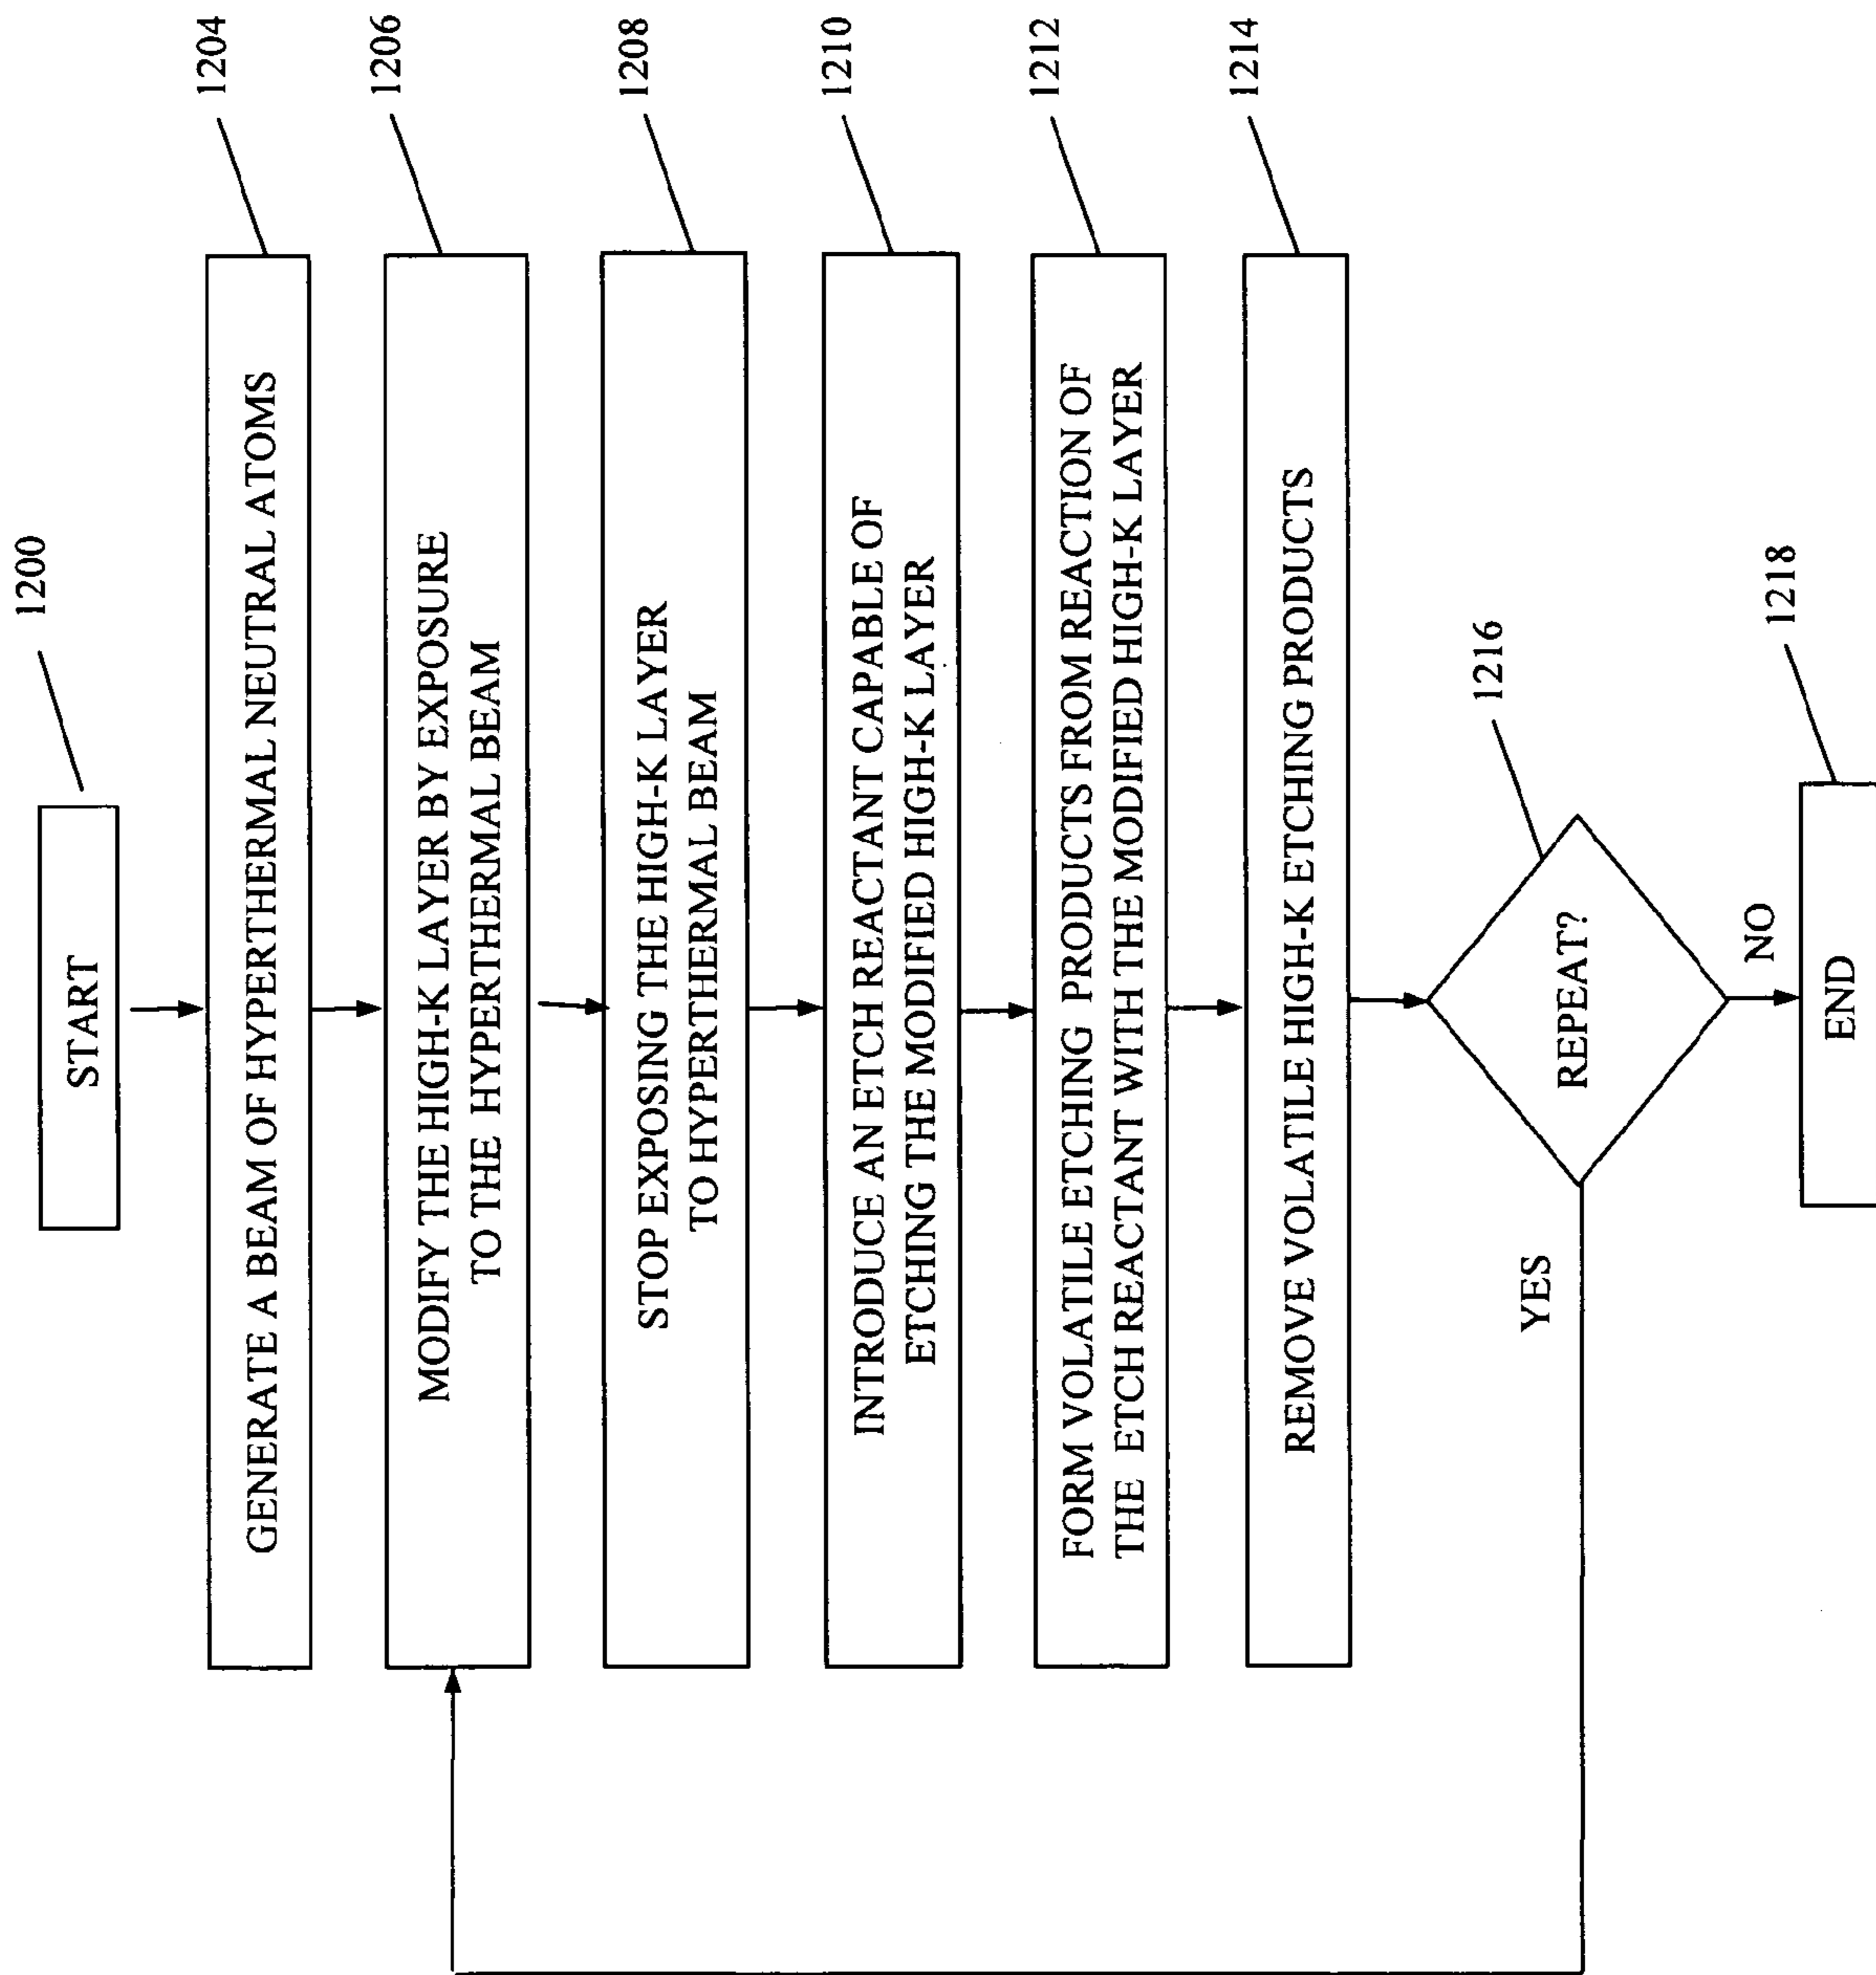 1200
START
1204
GENERATE A BEAM OF HYPERTHERMAL NEUTRAL ATOMS
1206
MODIFY THE HIGH-K LAYER BY EXPOSURE
TO THE HYPERTHERMAL BEAM
1208
STOP EXPOSING THE HIGH-K LAYER
TO HYPERTHERMAL BEAM
1210
INTRODUCE AN ETCH REACTANT CAPABLE OF
ETCHING THE MODIFIED HIGH-K LAYER
1212
FORM VOLATILE ETCHING PRODUCTS FROM REACTION OF
THE ETCH REACTANT WITH THE MODIFIED HIGH-K LAYER
1214
REMOVE VOLATILE HIGH-K ETCHING PRODUCTS
1216
REPEAT?
YES
NO
1218
END